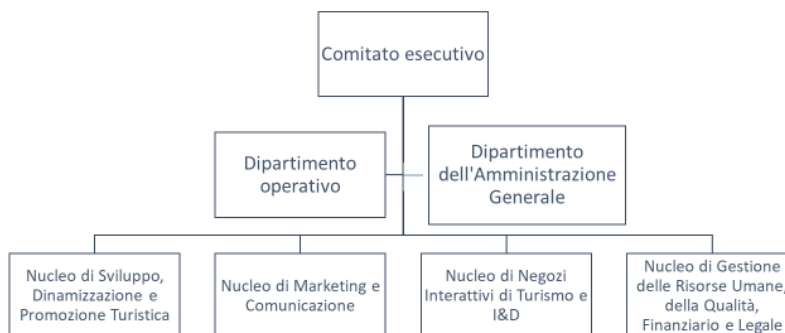 Comitato esecutivo
Dipartimento
operativo
Dipartimento
dell'Amministrazione
Generale
Nucleo di Sviluppo,
Dinamizzazione e
Promozione Turistica
Nucleo di Marketing e
Comunicazione
Nucleo di Negozi
Interattivi di Turismo e
I&D
Nucleo di Gestione
delle Risorse Umane,
della Qualità,
Finanziario e Legale